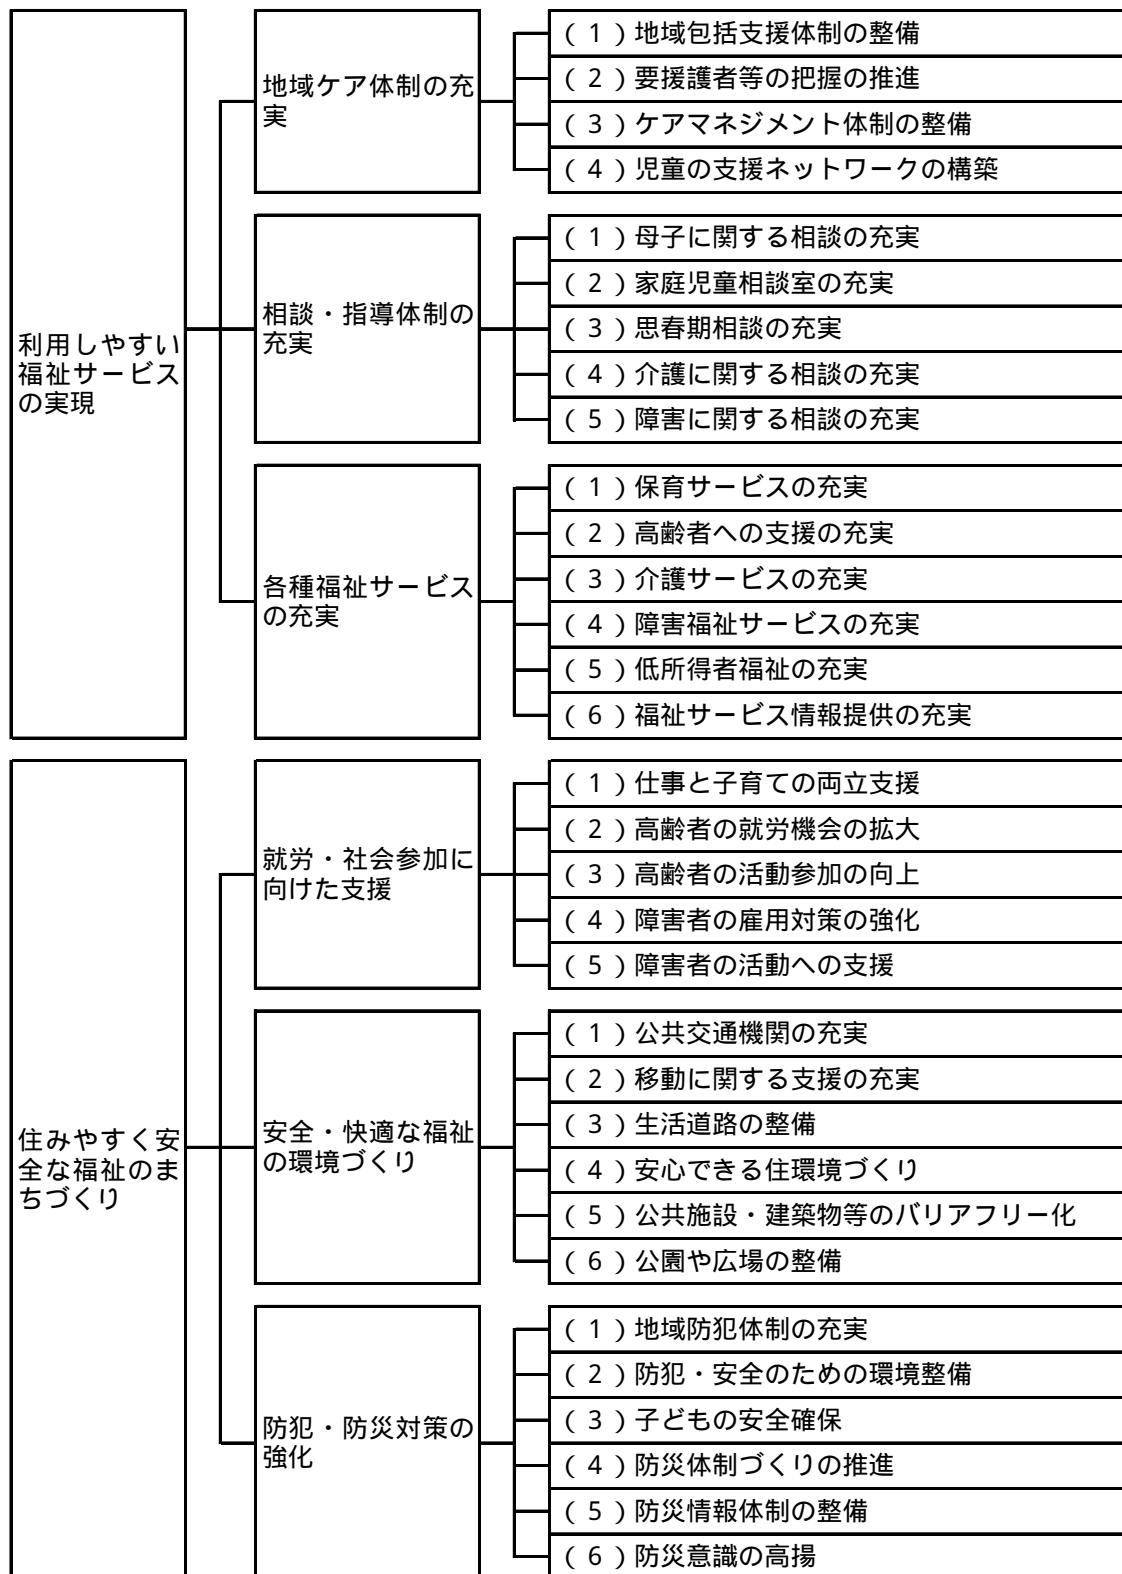 利用しやすい
福祉サービス
の実現
地域ケア体制の充
実
（１）地域包括支援体制の整備
（２）要援護者等の把握の推進
（３）ケアマネジメント体制の整備
（４）児童の支援ネットワークの構築
相談・指導体制の
充実
（１）母子に関する相談の充実
（２）家庭児童相談室の充実
（３）思春期相談の充実
（４）介護に関する相談の充実
（５）障害に関する相談の充実
各種福祉サービス
の充実
（１）保育サービスの充実
（２）高齢者への支援の充実
（３）介護サービスの充実
（４）障害福祉サービスの充実
（５）低所得者福祉の充実
（６）福祉サービス情報提供の充実
住みやすく安
全な福祉のま
ちづくり
就労・社会参加に
向けた支援
（１）仕事と子育ての両立支援
（２）高齢者の就労機会の拡大
（３）高齢者の活動参加の向上
（４）障害者の雇用対策の強化
（５）障害者の活動への支援
安全・快適な福祉
の環境づくり
（１）公共交通機関の充実
（２）移動に関する支援の充実
（３）生活道路の整備
（４）安心できる住環境づくり
（５）公共施設・建築物等のバリアフリー化
（６）公園や広場の整備
防犯・防災対策の
強化
（１）地域防犯体制の充実
（２）防犯・安全のための環境整備
（３）子どもの安全確保
（４）防災体制づくりの推進
（５）防災情報体制の整備
（６）防災意識の高揚